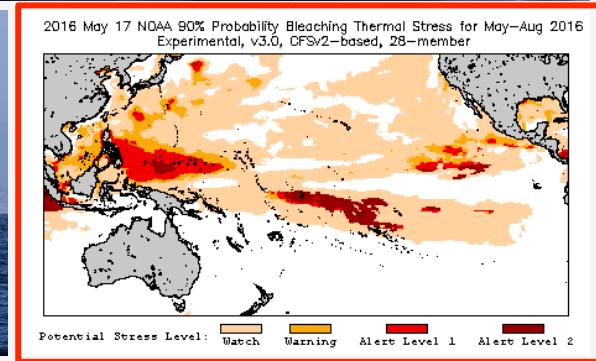 2016 May 17 NOAA 90% Probability Bleaching Thermal Stress for May-Aug 2016
Experimental, v3.0, CFSv2-based, 28-member
Potential Stress Level: Watch Warning Alert Level 1 Alert Level 2